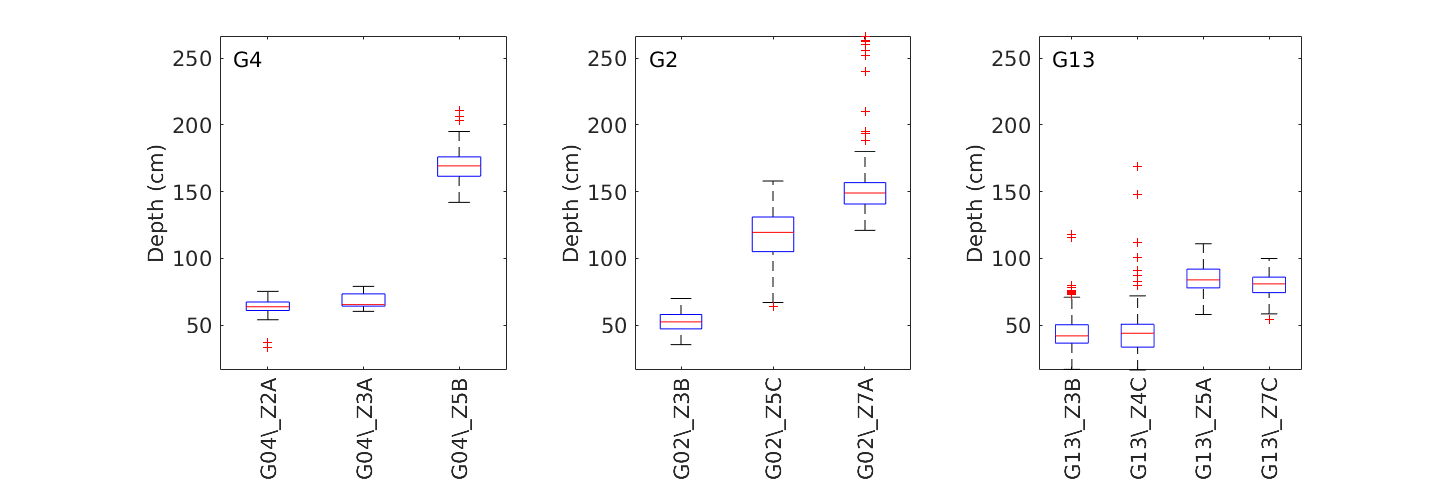 G4
250
200
150
100
50
Depth (cm)
G04\_Z2A
G04\_Z3A
G04\_Z5B
G2
250
200
150
100
50
Depth (cm)
G02\_Z3B
G02\_Z5C
G02\_Z7A
G13
250
200
150
100
50
Depth (cm)
G13\_Z3B
G13\_Z4C
G13\_Z5A
G13\_Z7C